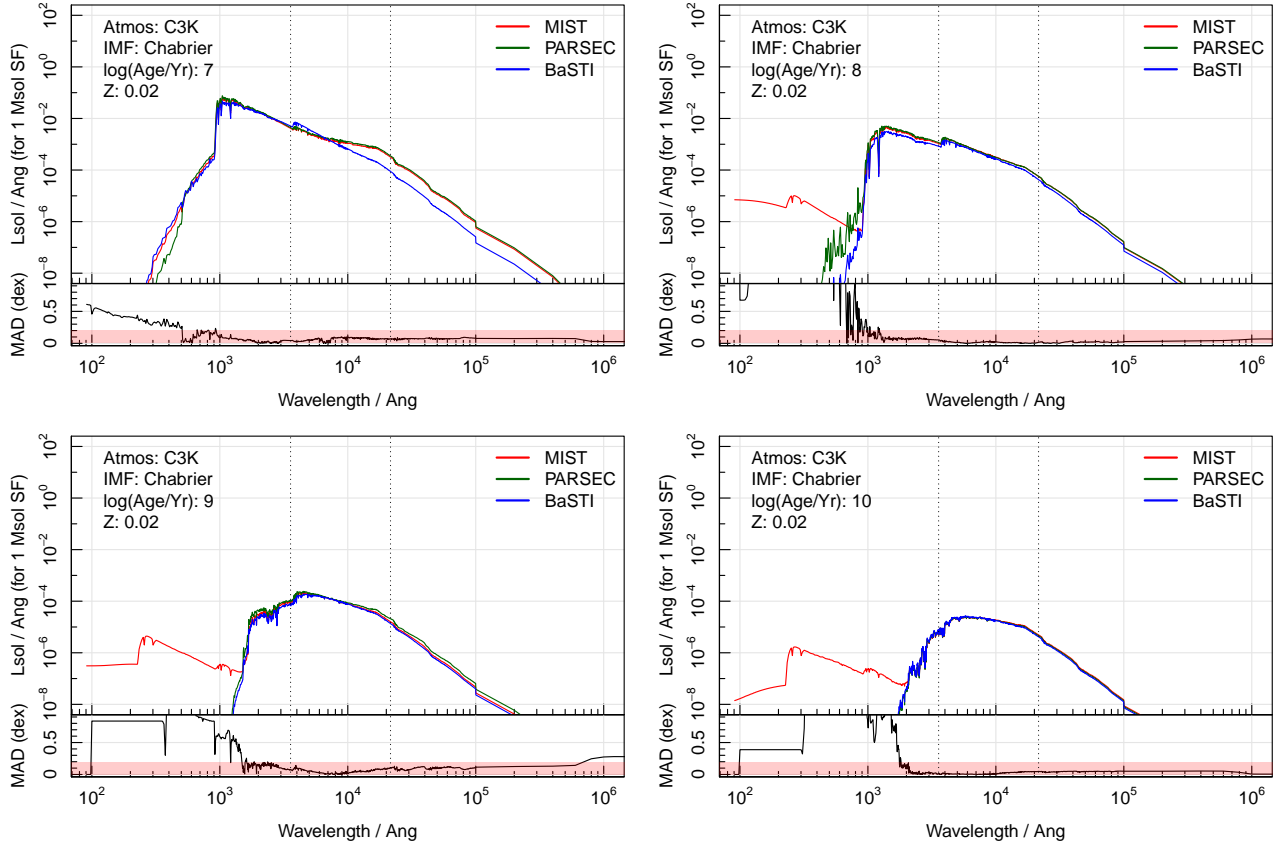 Atmos: C3K
IMF: Chabrier
log(Age/Yr): 7
Z: 0.02
MIST
PARSEC
BaSTI
Lsol / Ang (for 1 Msol SF)
10^2
10^0
10^−2
10^−4
10^−6
10^−8
MAD (dex)
0.5
0
10^2 10^3 10^4 10^5 10^6
Wavelength / Ang
Atmos: C3K
IMF: Chabrier
log(Age/Yr): 8
Z: 0.02
MIST
PARSEC
BaSTI
Lsol / Ang (for 1 Msol SF)
10^2
10^0
10^−2
10^−4
10^−6
10^−8
MAD (dex)
0.5
0
10^2 10^3 10^4 10^5 10^6
Wavelength / Ang
Atmos: C3K
IMF: Chabrier
log(Age/Yr): 9
Z: 0.02
MIST
PARSEC
BaSTI
Lsol / Ang (for 1 Msol SF)
10^2
10^0
10^−2
10^−4
10^−6
10^−8
MAD (dex)
1
0.5
0
10^2 10^3 10^4 10^5 10^6
Wavelength / Ang
Atmos: C3K
IMF: Chabrier
log(Age/Yr): 10
Z: 0.02
MIST
PARSEC
BaSTI
Lsol / Ang (for 1 Msol SF)
10^2
10^0
10^−2
10^−4
10^−6
10^−8
MAD (dex)
1
0.5
0
10^2 10^3 10^4 10^5 10^6
Wavelength / Ang